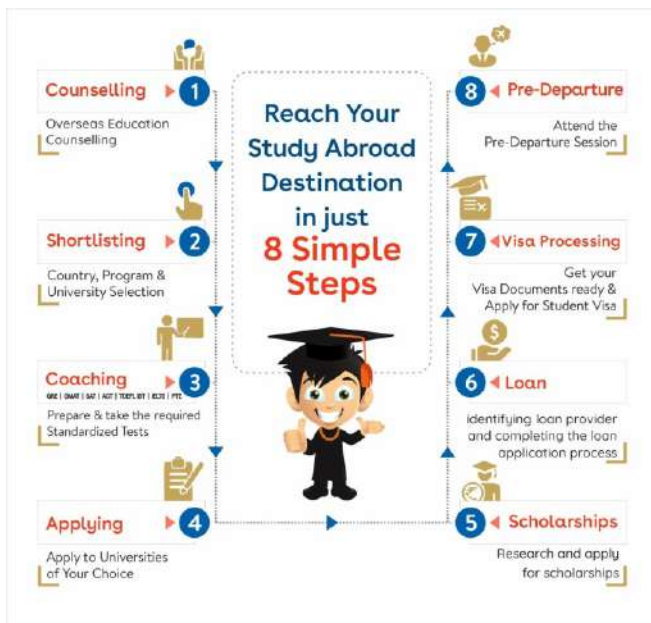 Reach Your
Study Abroad
Destination
in just
8 Simple
Steps
Counselling 1
Overseas Education
Counselling
Shortlisting 2
Country, Program &
University Selection
Coaching 3
GRE | GMAT | SAT | ACT | TOEFL IBT | IELTS | PTE
Prepare & take the required
Standardized Tests
Applying 4
Apply to Universities
of Your Choice
5 Scholarships
Research and apply
for scholarships
6 Loan
identifying loan provider
and completing the loan
application process
7 Visa Processing
Get your
Visa Documents ready &
Apply for Student Visa
8 Pre-Departure
Attend the
Pre-Departure Session